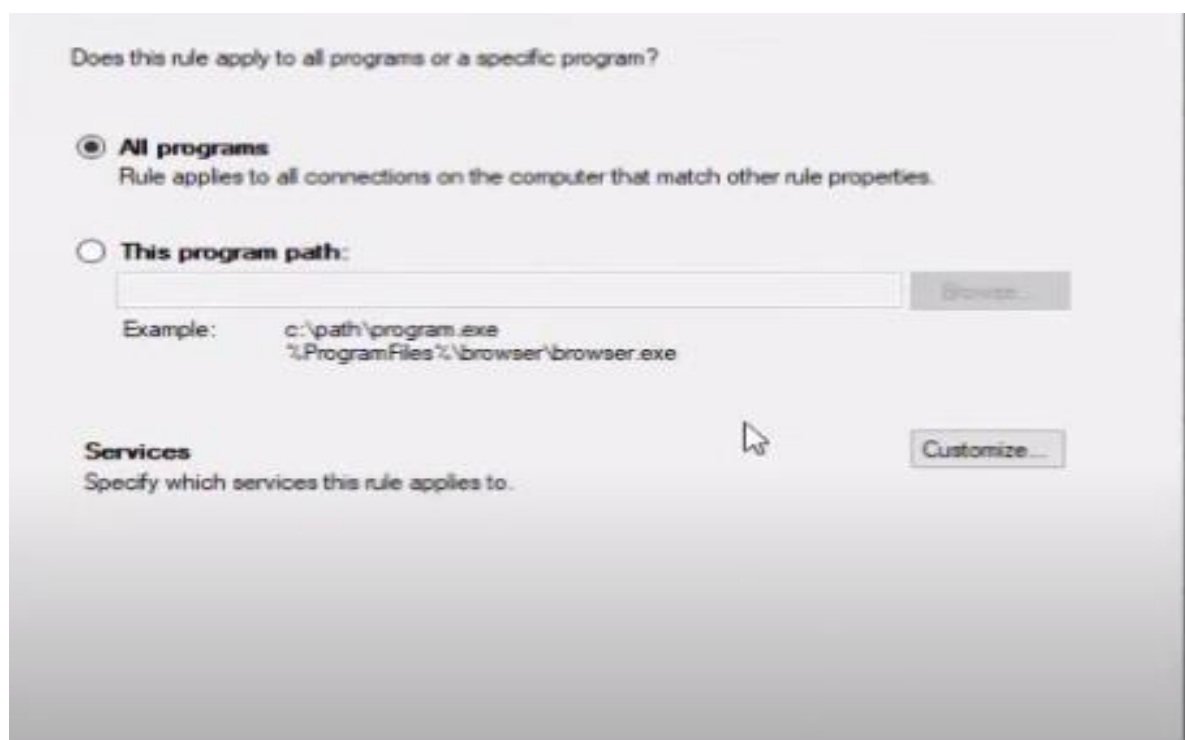 Does this rule apply to all programs or a specific program?
All programs
Rule applies to all connections on the computer that match other rule properties.
This program path:
Browse...
Example: c:\path\program.exe
%ProgramFiles%\browser\browser.exe
Services
Customize...
Specify which services this rule applies to.